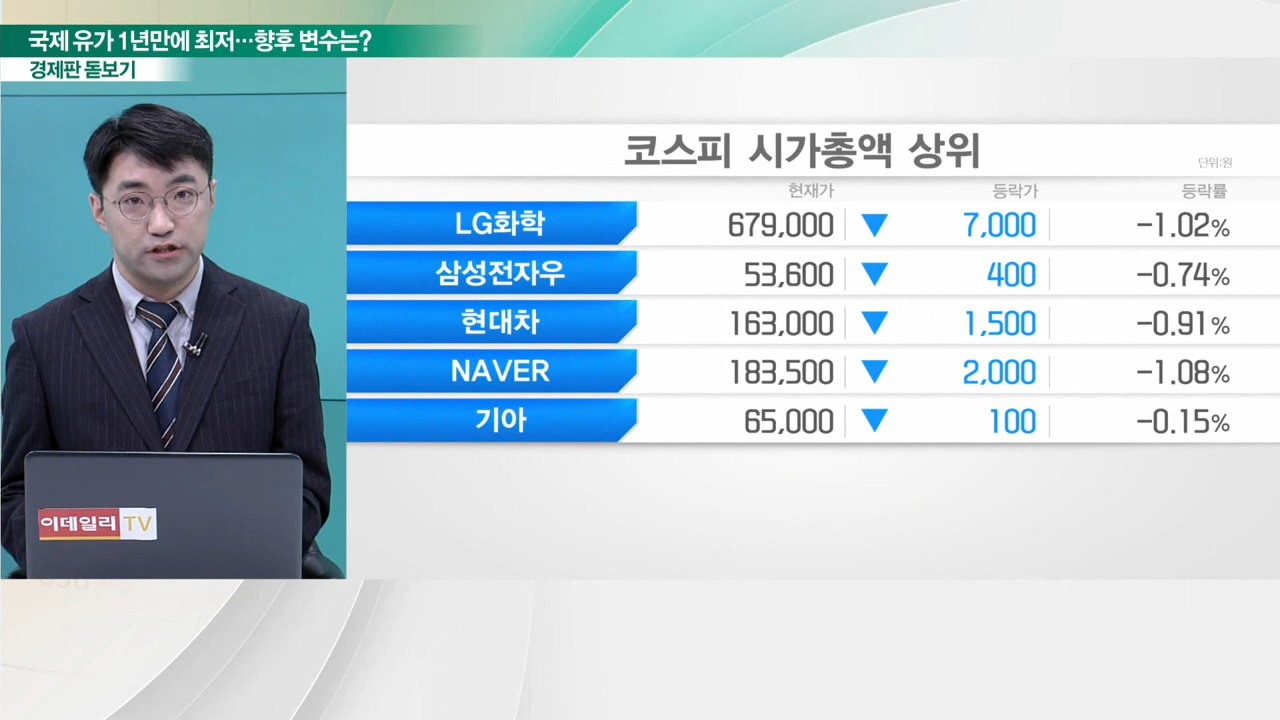 국제 유가 1년만에 최저…향후 변수는?
경제판 돋보기
코스피 시가총액 상위
단위:원
현재가 등락가 등락률
LG화학 679,000 ▼ 7,000 -1.02%
삼성전자우 53,600 ▼ 400 -0.74%
현대차 163,000 ▼ 1,500 -0.91%
NAVER 183,500 ▼ 2,000 -1.08%
기아 65,000 ▼ 100 -0.15%
이데일리TV